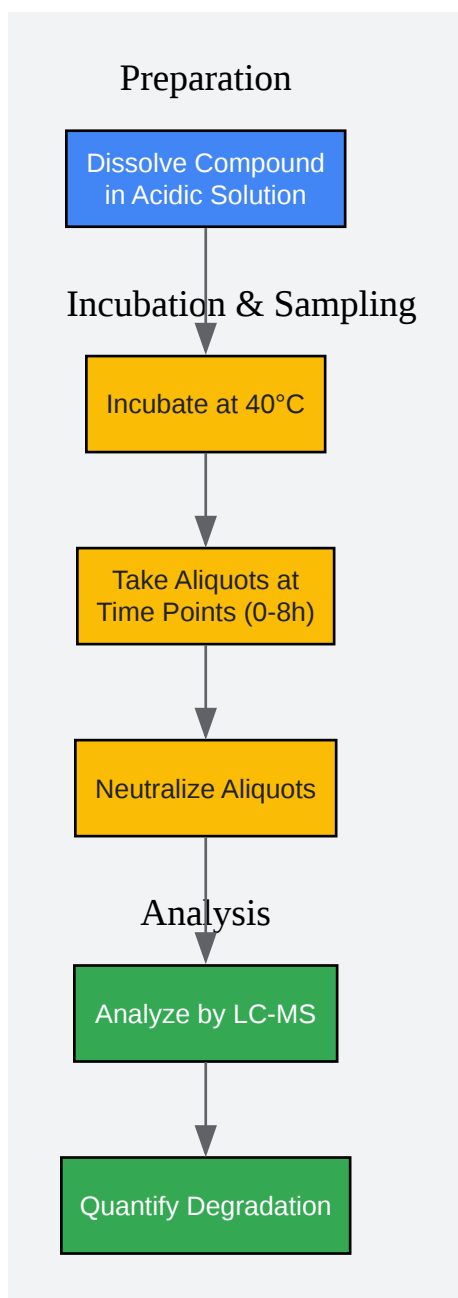 Preparation
Dissolve Compound
in Acidic Solution
Incubation & Sampling
Incubate at 40°C
Take Aliquots at
Time Points (0-8h)
Neutralize Aliquots
Analysis
Analyze by LC-MS
Quantify Degradation